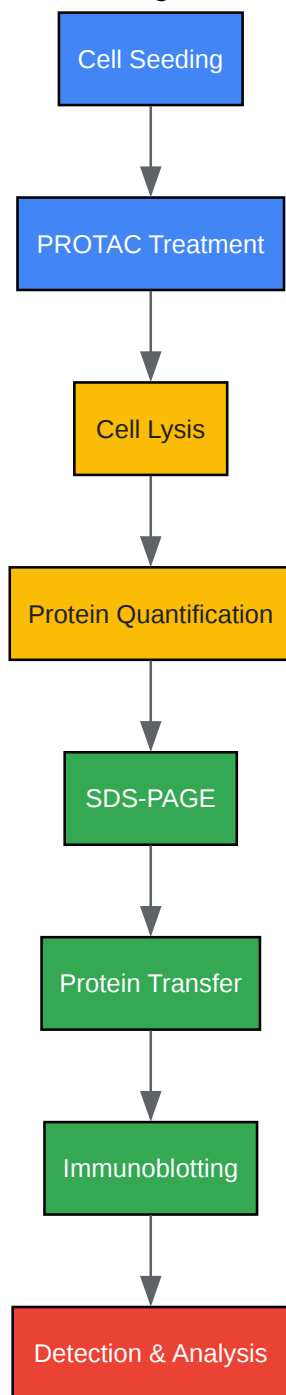 Cell Seeding
PROTAC Treatment
Cell Lysis
Protein Quantification
SDS-PAGE
Protein Transfer
Immunoblotting
Detection & Analysis